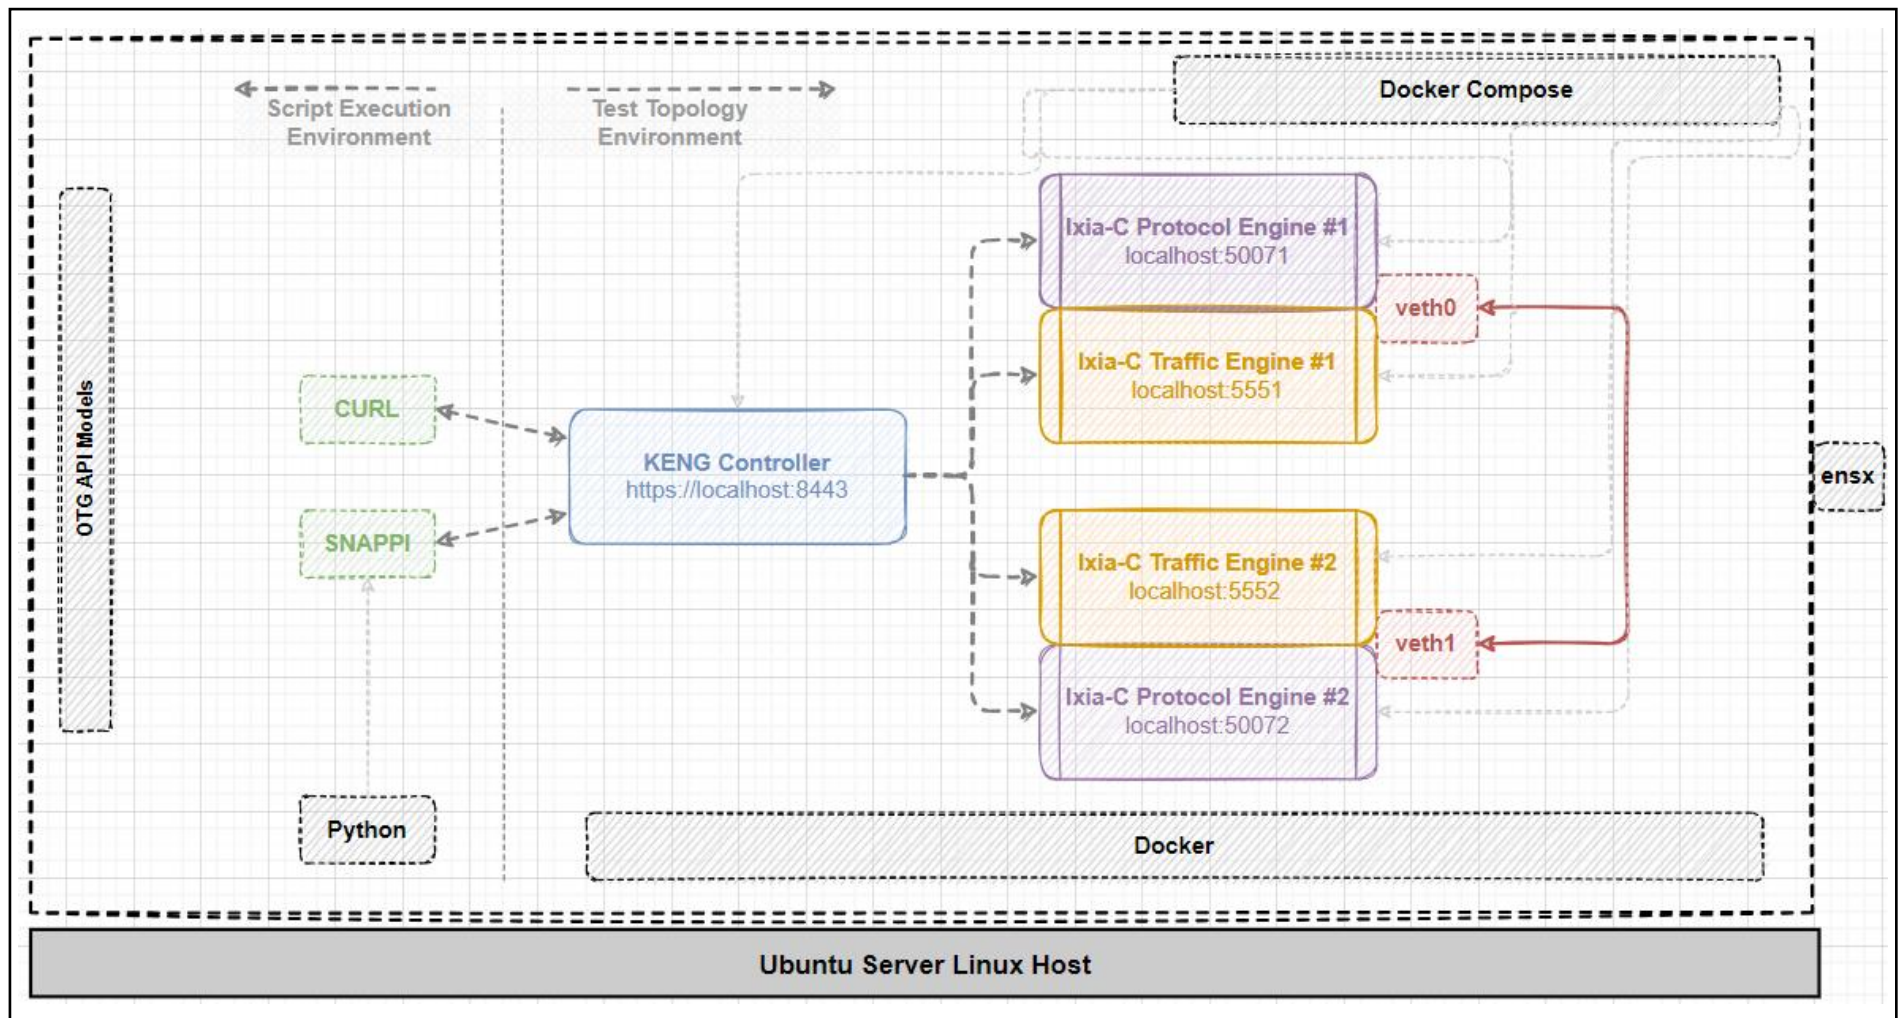 Docker Compose
Script Execution
Environment
Test Topology
Environment
Ixia-C Protocol Engine #1
localhost:50071
veth0
Ixia-C Traffic Engine #1
localhost:5551
OTG API Models
CURL
KENG Controller
https://localhost:8443
ensx
SNAPPI
Ixia-C Traffic Engine #2
localhost:5552
veth1
Ixia-C Protocol Engine #2
localhost:50072
Python
Docker
Ubuntu Server Linux Host